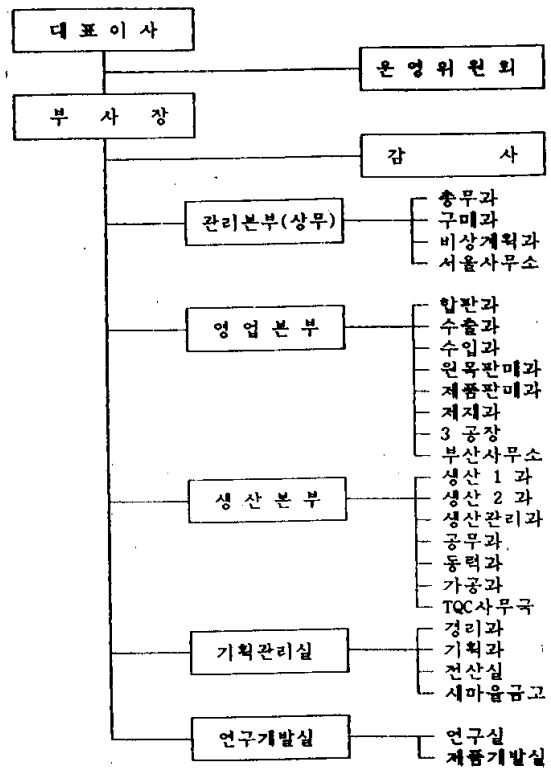 대표이사
운영위원회
부 사 장
감 사
관리본부(상무)
총무과
구매과
비상계획과
서울사무소
영 업 본 부
합판과
수출과
수입과
원목판매과
제품판매과
제재과
3 공장
부산사무소
생 산 본 부
생산 1 과
생산 2 과
생산관리과
공무과
동력과
가공과
TQC사무국
기획관리실
경리과
기획과
전산실
새마을금고
연구개발실
연구실
제품개발실